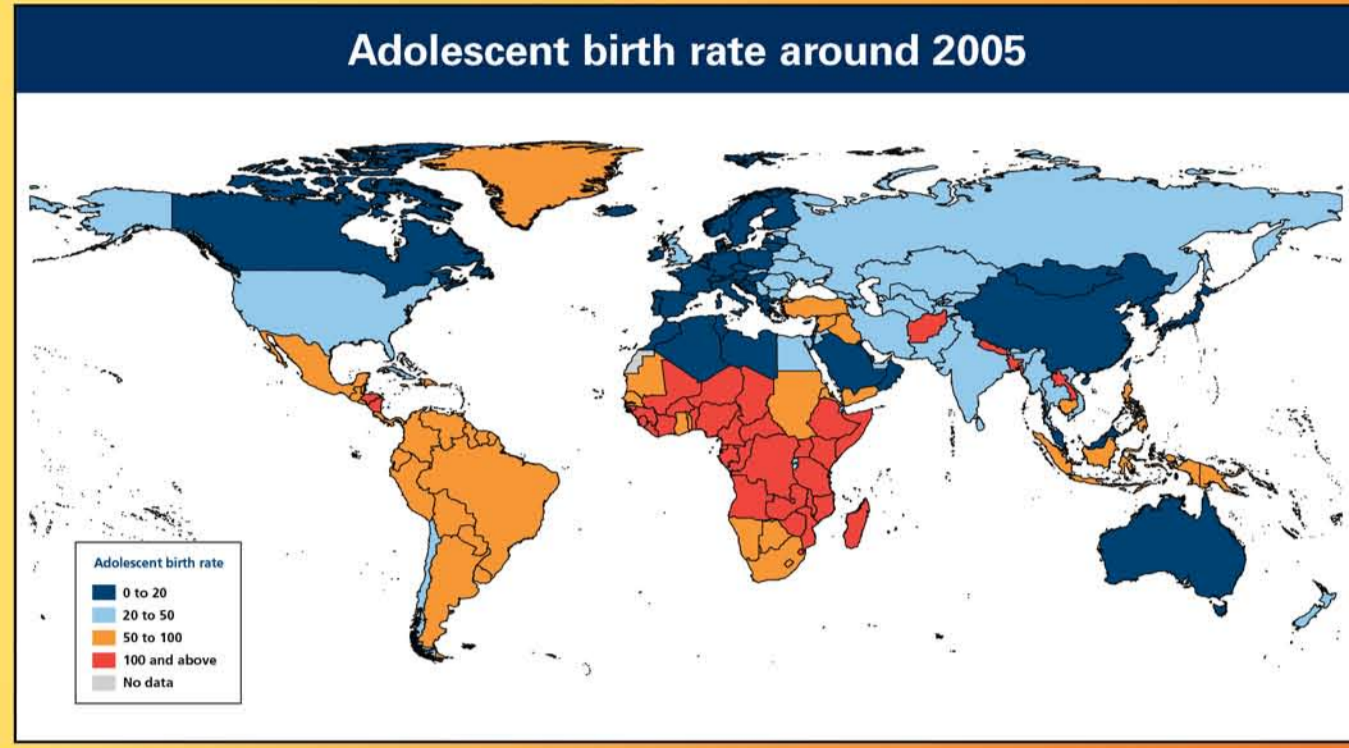 Adolescent birth rate around 2005
Adolescent birth rate
0 to 20
20 to 50
50 to 100
100 and above
No data